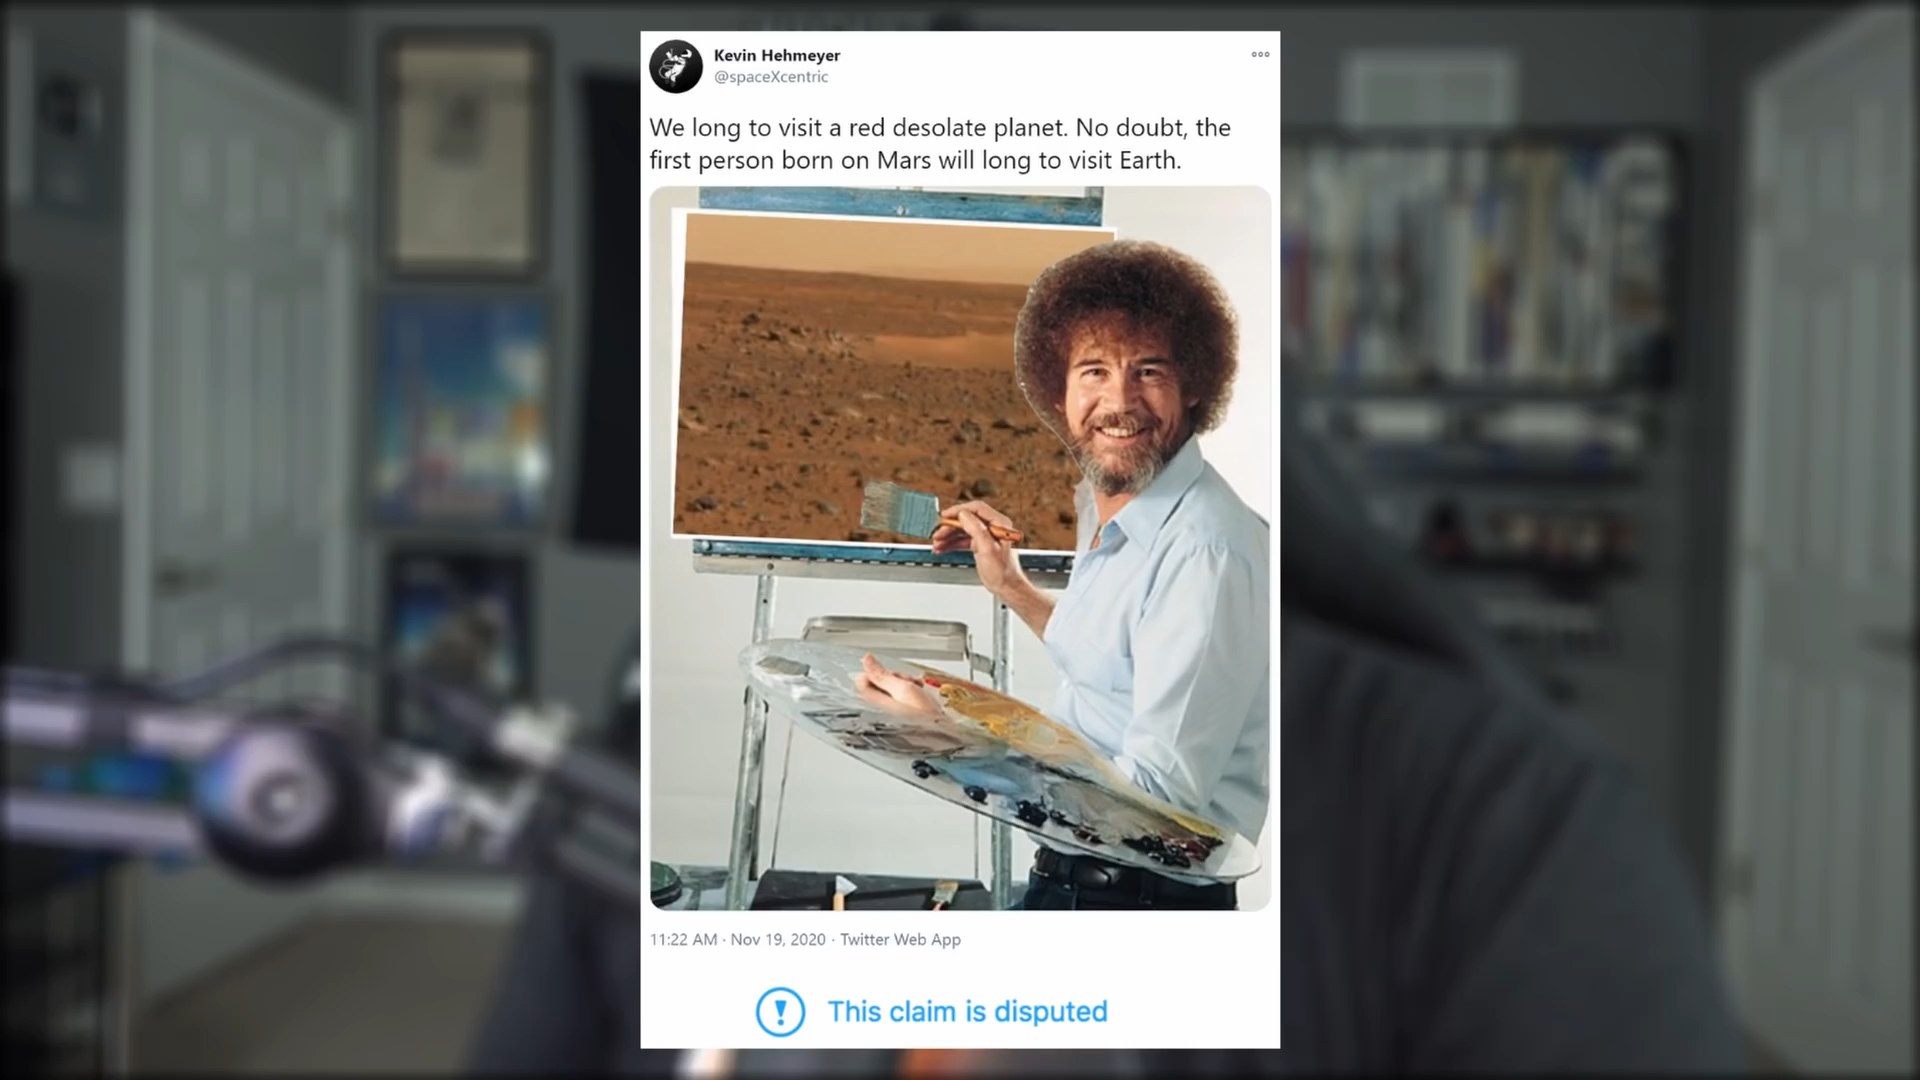 Kevin Hehmeyer
@spaceXcentric
We long to visit a red desolate planet. No doubt, the
first person born on Mars will long to visit Earth.
11:22 AM · Nov 19, 2020 · Twitter Web App
This claim is disputed